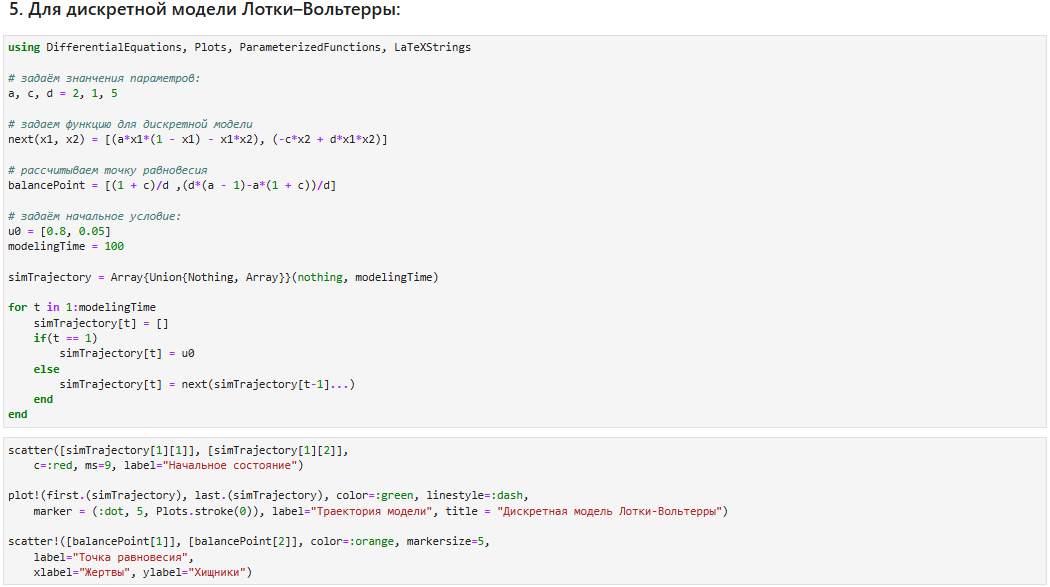 5. Для дискретной модели Лотки–Вольтерры:
using DifferentialEquations, Plots, ParameterizedFunctions, LaTeXStrings
# задаём знанчения параметров:
a, c, d = 2, 1, 5
# задаем функцию для дискретной модели
next(x1, x2) = [(a*x1*(1 - x1) - x1*x2), (-c*x2 + d*x1*x2)]
# рассчитываем точку равновесия
balancePoint = [(1 + c)/d ,(d*(a - 1)-a*(1 + c))/d]
# задаём начальное условие:
u0 = [0.8, 0.05]
modelingTime = 100
simTrajectory = Array{Union{Nothing, Array}}(nothing, modelingTime)
for t in 1:modelingTime
    simTrajectory[t] = []
    if(t == 1)
        simTrajectory[t] = u0
    else
        simTrajectory[t] = next(simTrajectory[t-1]...)
    end
end
scatter([simTrajectory[1][1]], [simTrajectory[1][2]],
    c=:red, ms=9, label="Начальное состояние")
plot!(first.(simTrajectory), last.(simTrajectory), color=:green, linestyle=:dash,
    marker = (:dot, 5, Plots.stroke(0)), label="Траектория модели", title = "Дискретная модель Лотки-Вольтерры")
scatter!([balancePoint[1]], [balancePoint[2]], color=:orange, markersize=5,
    label="Точка равновесия",
    xlabel="Жертвы", ylabel="Хищники")